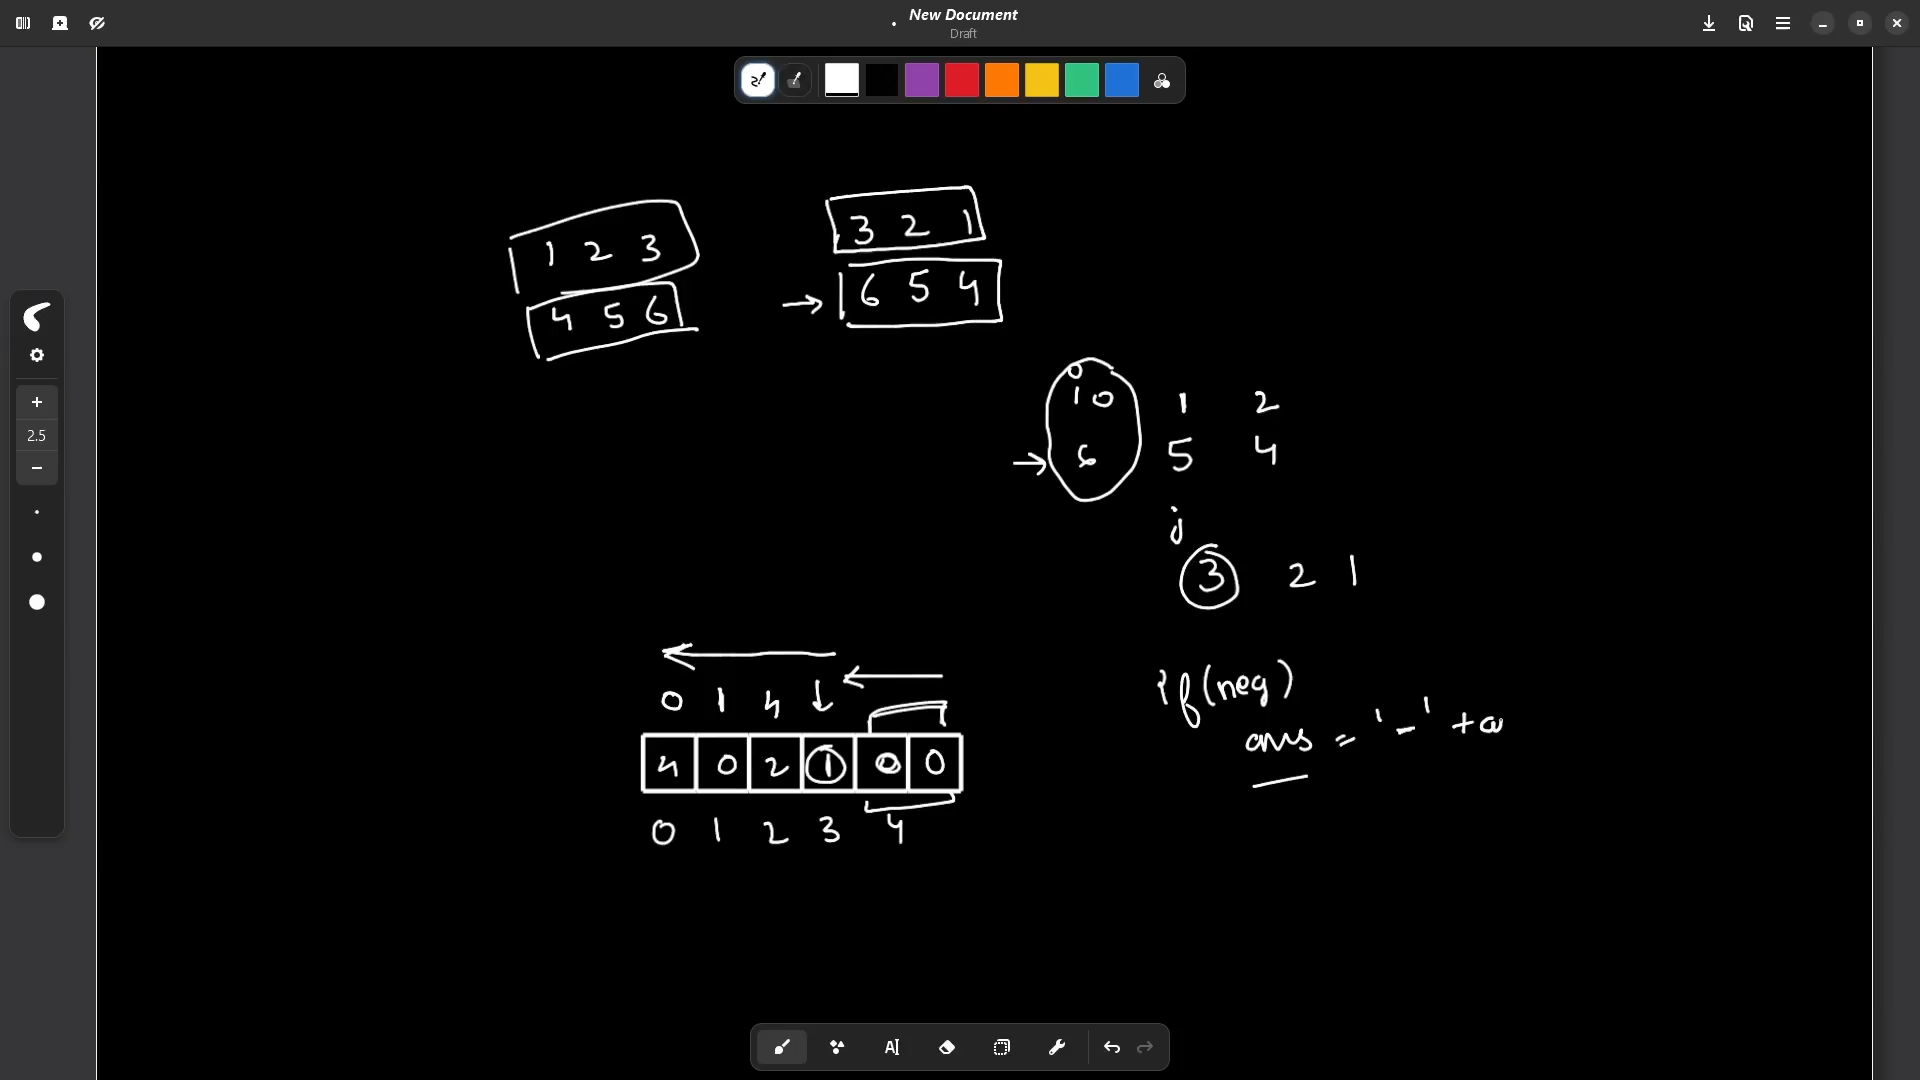 New Document
Draft
2.5
1 2 3
4 5 6
3 2 1
→ 6 5 4
0
10 1 2
→ 6 5 4
j
3 2 1
0 1 4 ↓
4 0 2 1 0 0
0 1 2 3 4
if(neg)
ans = '-' + a
AI